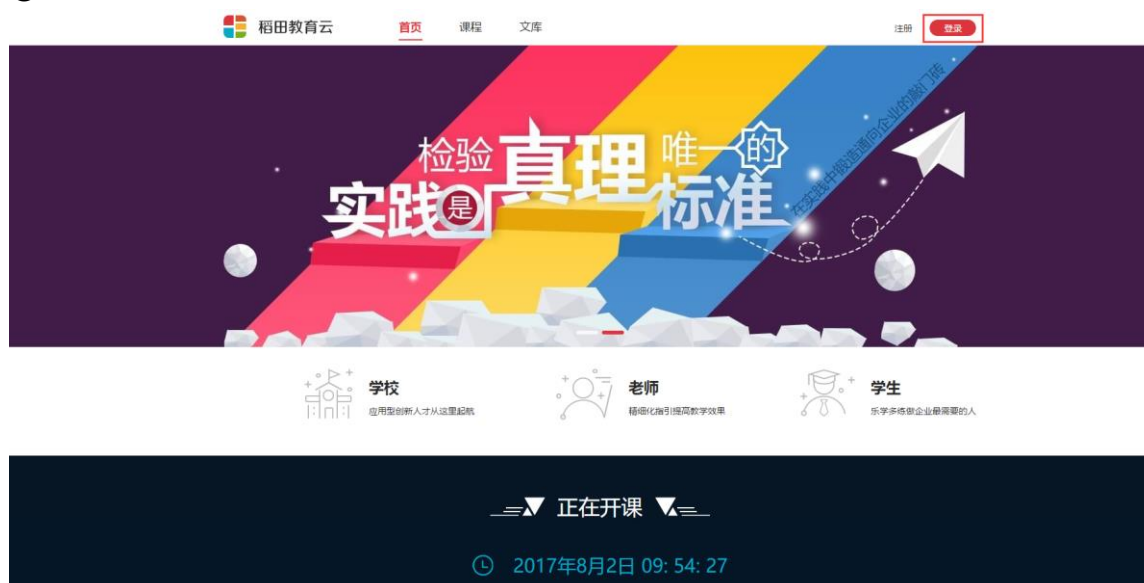 稻田教育云 首页 课程 文库 注册 登录
实践是检验真理唯一的标准
在实践中锻造通向企业的敲门砖
学校 老师 学生
应用型创新人才从这里起航 精细化指引提高教学效果 乐学多练做企业最需要的人
正在开课
2017年8月2日 09: 54: 27